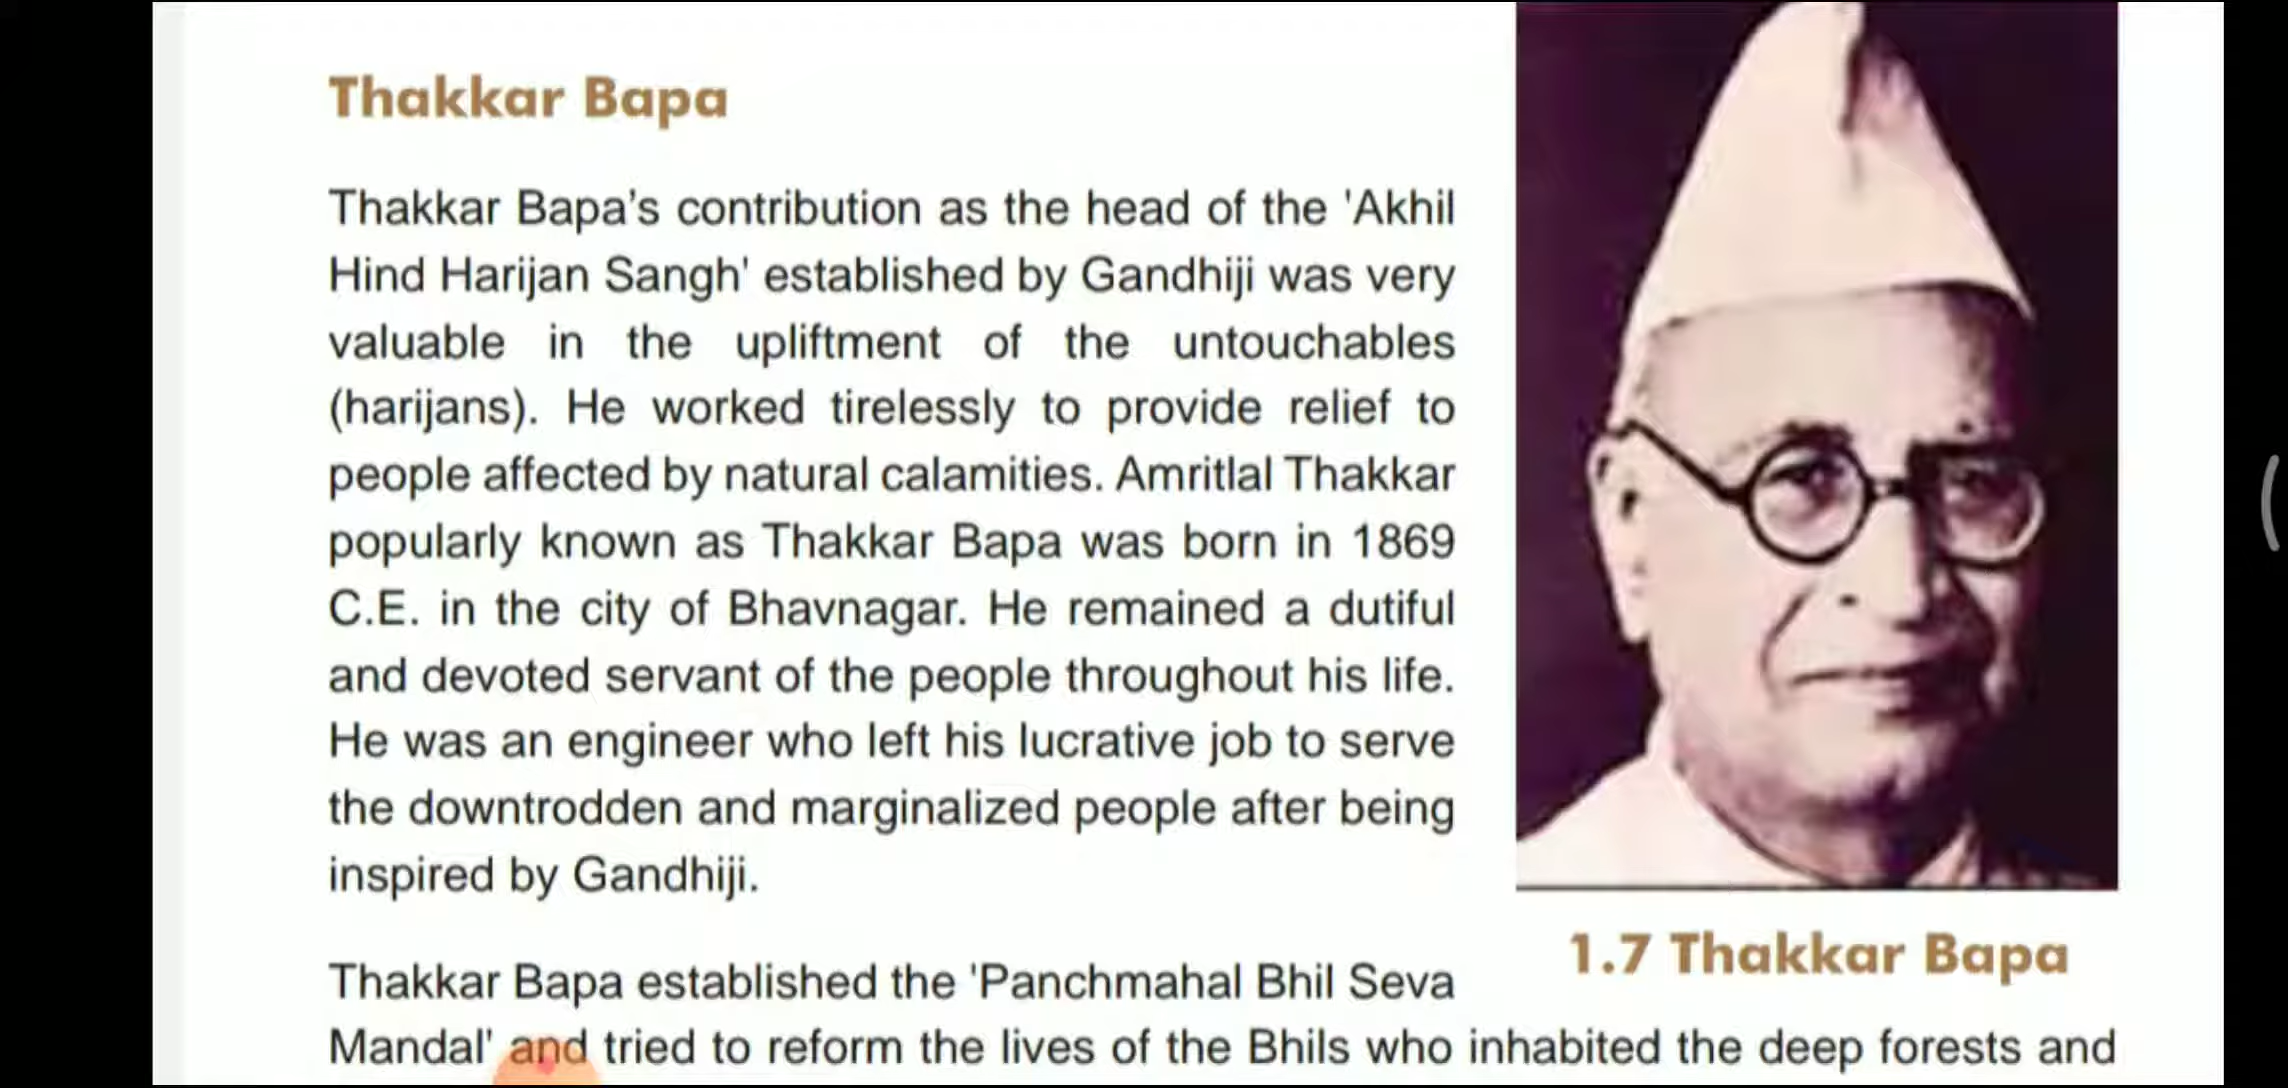 Thakkar Bapa
Thakkar Bapa's contribution as the head of the 'Akhil
Hind Harijan Sangh' established by Gandhiji was very
valuable in the upliftment of the untouchables
(harijans). He worked tirelessly to provide relief to
people affected by natural calamities. Amritlal Thakkar
popularly known as Thakkar Bapa was born in 1869
C.E. in the city of Bhavnagar. He remained a dutiful
and devoted servant of the people throughout his life.
He was an engineer who left his lucrative job to serve
the downtrodden and marginalized people after being
inspired by Gandhiji.
1.7 Thakkar Bapa
Thakkar Bapa established the 'Panchmahal Bhil Seva
Mandal' and tried to reform the lives of the Bhils who inhabited the deep forests and